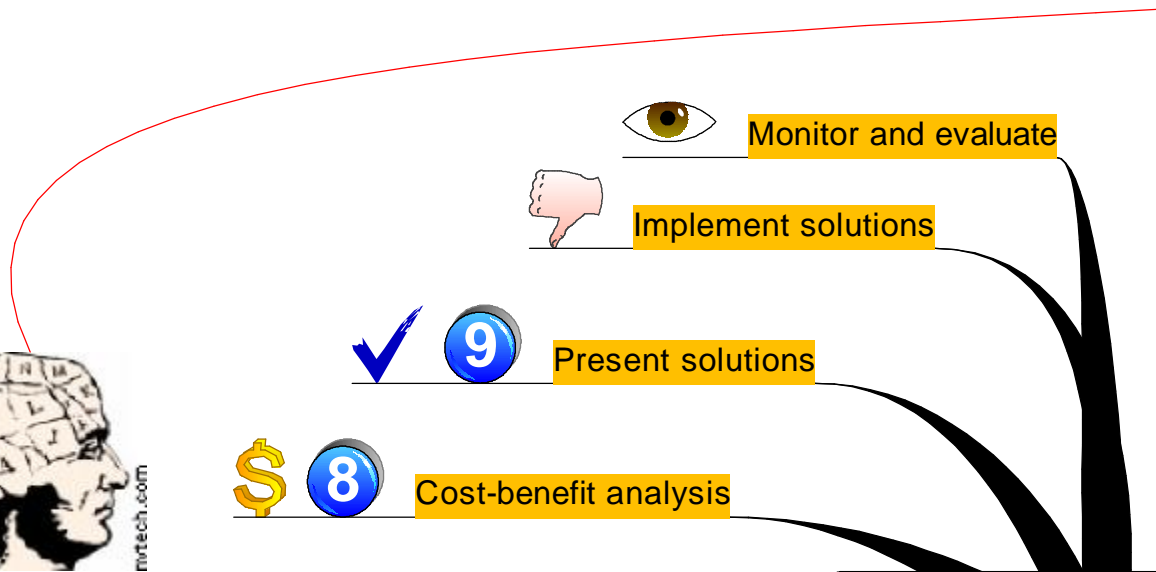 Monitor and evaluate
Implement solutions
9 Present solutions
$ 8 Cost-benefit analysis